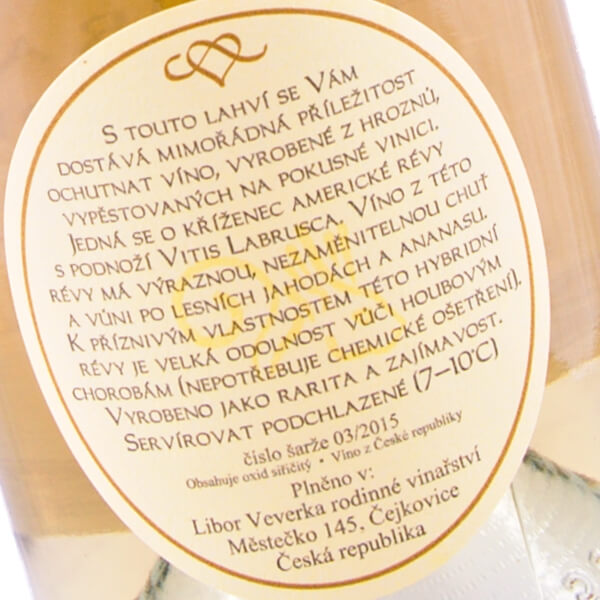 S TOUTO LAHVÍ SE VÁM
DOSTÁVÁ MIMOŘÁDNÁ PŘÍLEŽITOST
OCHUTNAT VÍNO, VYROBENÉ Z HROZNŮ,
VYPĚSTOVANÝCH NA POKUSNÉ VINICI.
JEDNÁ SE O KŘÍŽENEC AMERICKÉ RÉVY
S PODNOŽÍ VITIS LABRUSCA. VÍNO Z TÉTO
RÉVY MÁ VÝRAZNOU, NEZAMĚNITELNOU CHUŤ
A VŮNI PO LESNÍCH JAHODÁCH A ANANASU.
K PŘÍZNIVÝM VLASTNOSTEM TÉTO HYBRIDNÍ
RÉVY JE VELKÁ ODOLNOST VŮČI HOUBOVÝM
CHOROBÁM (NEPOTŘEBUJE CHEMICKÉ OŠETŘENÍ).
VYROBENO JAKO RARITA A ZAJÍMAVOST.
SERVÍROVAT PODCHLAZENÉ (7–10°C)
číslo šarže 03/2015
Obsahuje oxid siřičitý • Víno z České republiky
Plněno v:
Libor Veverka rodinné vinařství
Městečko 145, Čejkovice
Česká republika